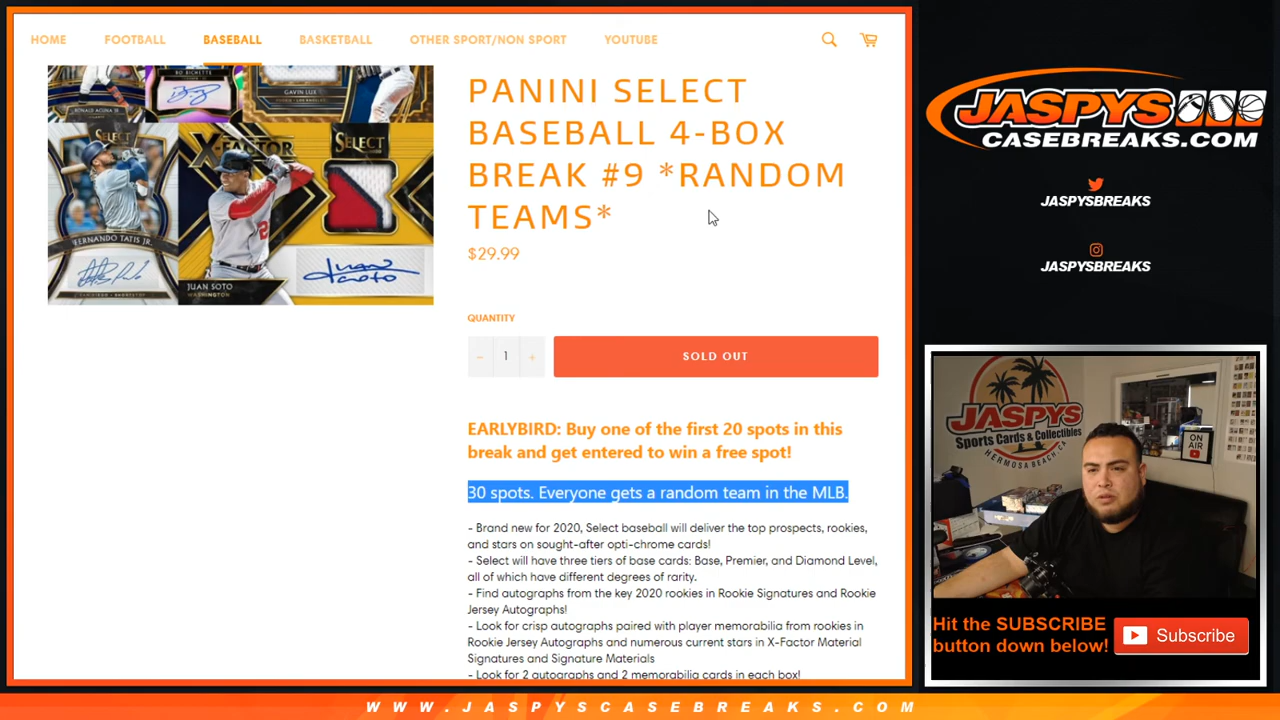 HOME FOOTBALL BASEBALL BASKETBALL OTHER SPORT/NON SPORT YOUTUBE
BO BICHETTE
RONALD ACUÑA JR.
GAVIN LUX
LOS ANGELES
SELECT
X-FACTOR
SELECT
FERNANDO TATIS JR.
JUAN SOTO
WASHINGTON
PANINI SELECT
BASEBALL 4-BOX
BREAK #9 *RANDOM
TEAMS*
$29.99
QUANTITY
− 1 +
SOLD OUT
EARLYBIRD: Buy one of the first 20 spots in this
break and get entered to win a free spot!
30 spots. Everyone gets a random team in the MLB.
- Brand new for 2020, Select baseball will deliver the top prospects, rookies,
and stars on sought-after opti-chrome cards!
- Select will have three tiers of base cards: Base, Premier, and Diamond Level,
all of which have different degrees of rarity.
- Find autographs from the key 2020 rookies in Rookie Signatures and Rookie
Jersey Autographs!
- Look for crisp autographs paired with player memorabilia from rookies in
Rookie Jersey Autographs and numerous current stars in X-Factor Material
Signatures and Signature Materials
- Look for 2 autographs and 2 memorabilia cards in each box!
JASPYS
CASEBREAKS.COM
JASPYSBREAKS
JASPYSBREAKS
JASPYS
Sports Cards & Collectibles
HERMOSA BEACH, CA
ON
AIR
Hit the SUBSCRIBE
button down below!
Subscribe
WWW.JASPYSCASEBREAKS.COM